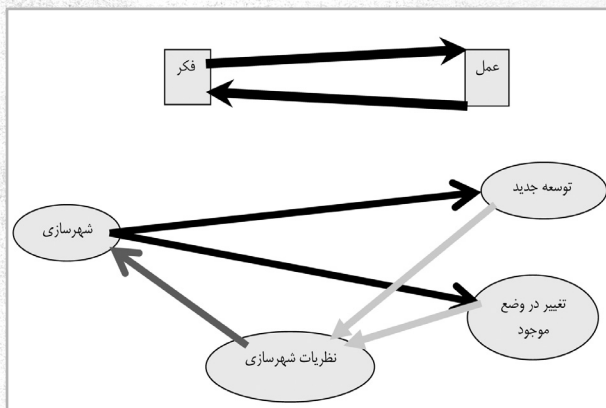 عمل
فکر
توسعه جدید
شهرسازی
تغییر در وضع
موجود
نظریات شهرسازی